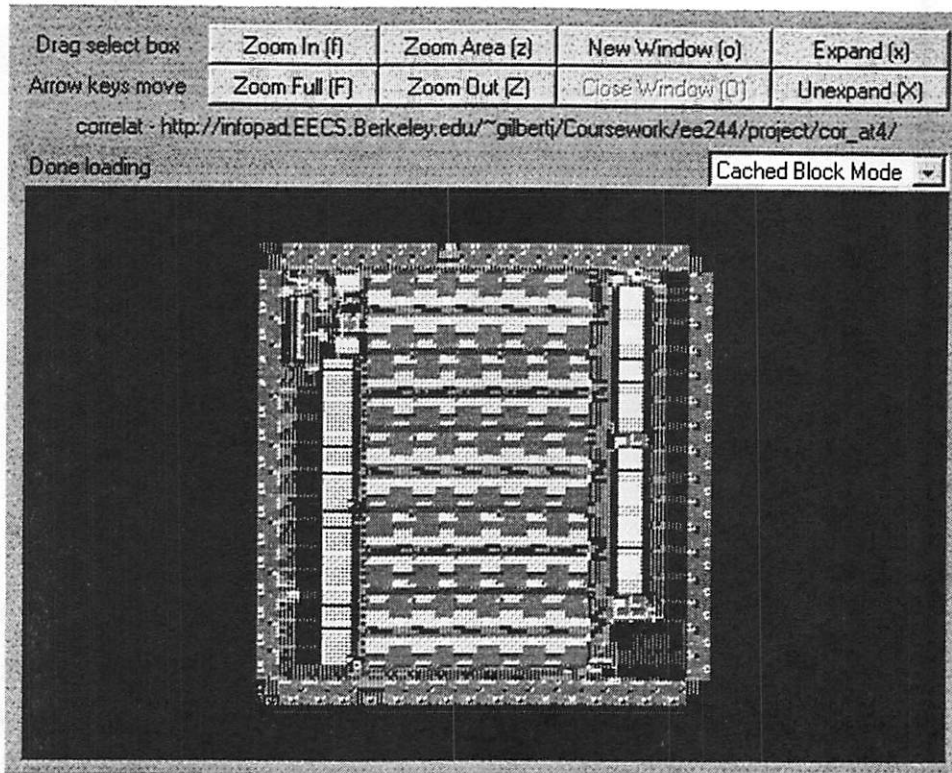 Drag select box Zoom In (f) Zoom Area (z) New Window (o) Expand (x)
Arrow keys move Zoom Full (F) Zoom Out (Z) Close Window (O) Unexpand (X)
correlat - http://infopad.EECS.Berkeley.edu/~gilbertj/Coursework/ee244/project/cor_at4/
Done loading Cached Block Mode